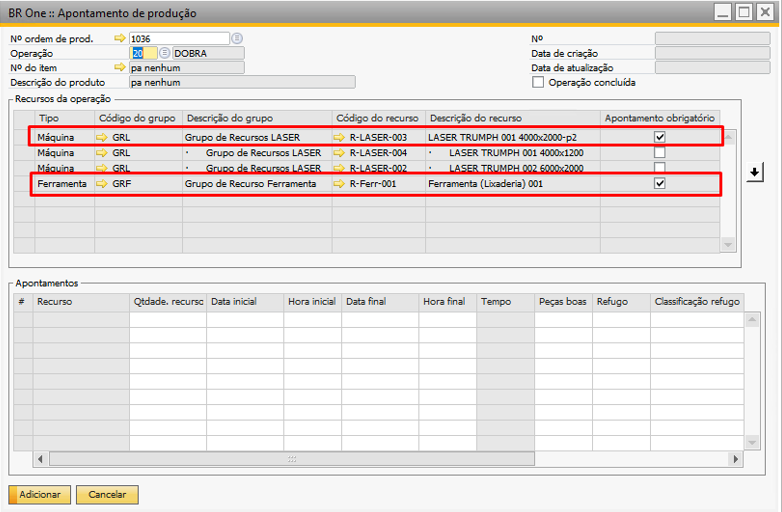 BR One :: Apontamento de produção
Nº ordem de prod. 1036 Nº
Operação 20 DOBRA Data de criação
Nº do item pa nenhum Data de atualização
Descrição do produto pa nenhum Operação concluída
Recursos da operação
Tipo Código do grupo Descrição do grupo Código do recurso Descrição do recurso Apontamento obrigatório
Máquina GRL Grupo de Recursos LASER R-LASER-003 LASER TRUMPH 001 4000x2000-p2
Máquina GRL · Grupo de Recursos LASER R-LASER-004 · LASER TRUMPH 001 4000x1200
Máquina GRL · Grupo de Recursos LASER R-LASER-002 · LASER TRUMPH 002 6000x2000
Ferramenta GRF Grupo de Recurso Ferramenta R-Ferr-001 Ferramenta (Lixaderia) 001
Apontamentos
# Recurso Qtdade. recursc Data inicial Hora inicial Data final Hora final Tempo Peças boas Refugo Classificação refugo
Adicionar Cancelar